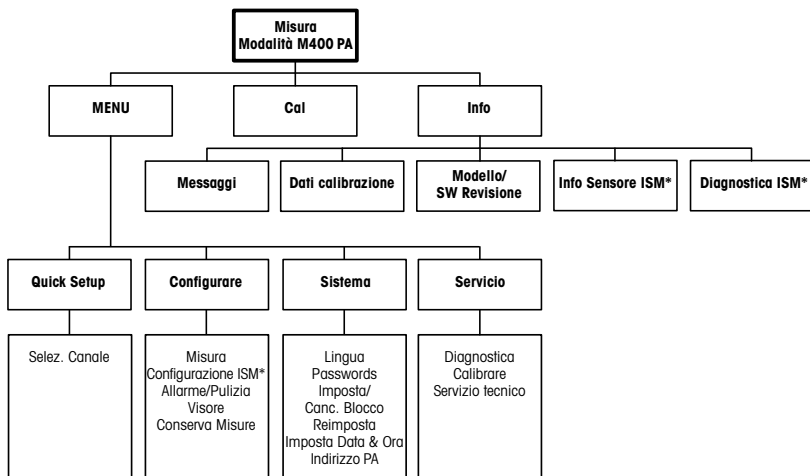 Misura
Modalità M400 PA
MENU
Cal
Info
Messaggi
Dati calibrazione
Modello/
SW Revisione
Info Sensore ISM*
Diagnostica ISM*
Quick Setup
Configurare
Sistema
Servicio
Selez. Canale
Misura
Configurazione ISM*
Allarme/Pulizia
Visore
Conserva Misure
Lingua
Passwords
Imposta/
Canc. Blocco
Reimposta
Imposta Data & Ora
Indirizzo PA
Diagnostica
Calibrare
Servizio tecnico